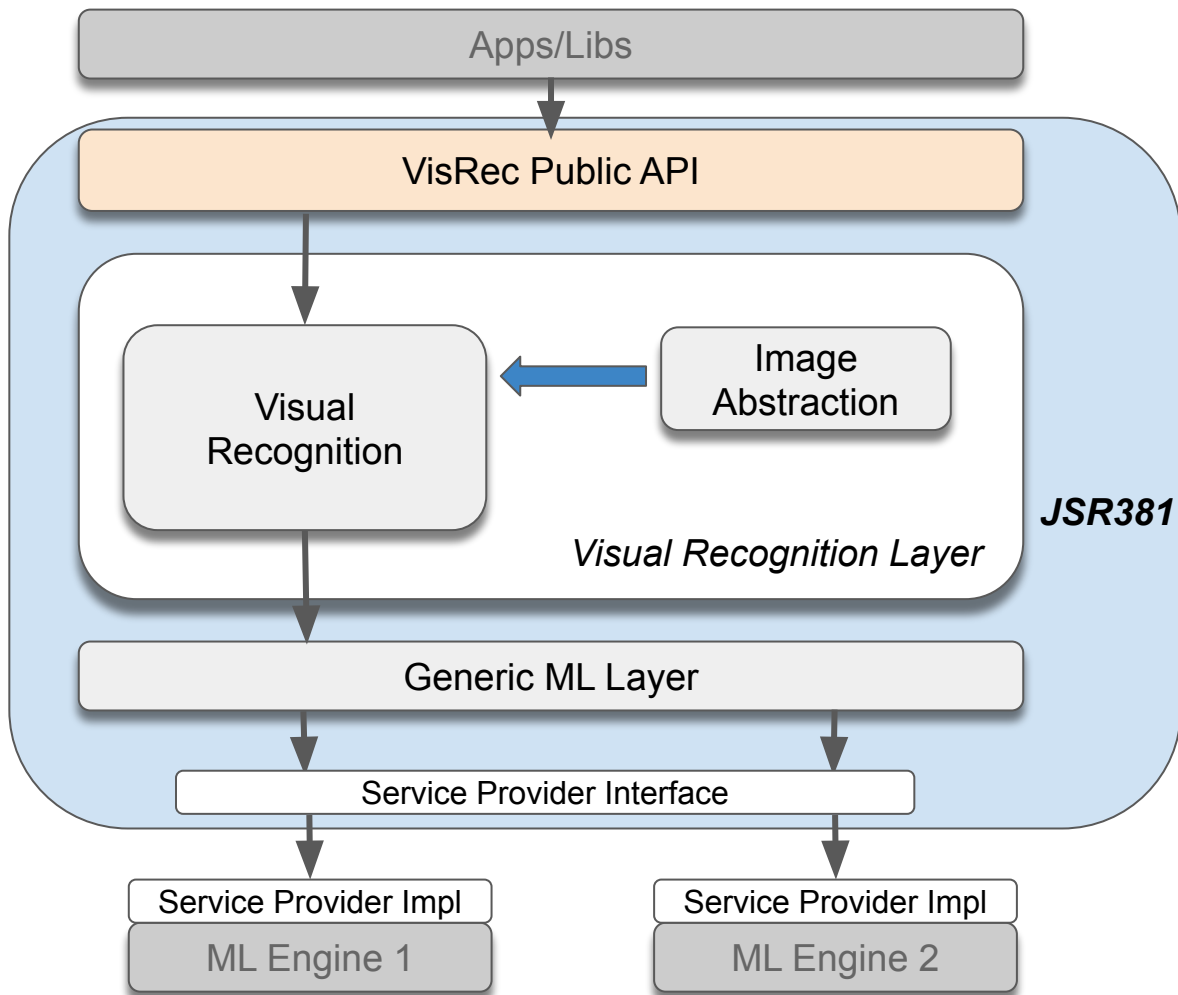 Apps/Libs
VisRec Public API
Visual
Recognition
Image
Abstraction
JSR381
Visual Recognition Layer
Generic ML Layer
Service Provider Interface
Service Provider Impl
Service Provider Impl
ML Engine 1
ML Engine 2